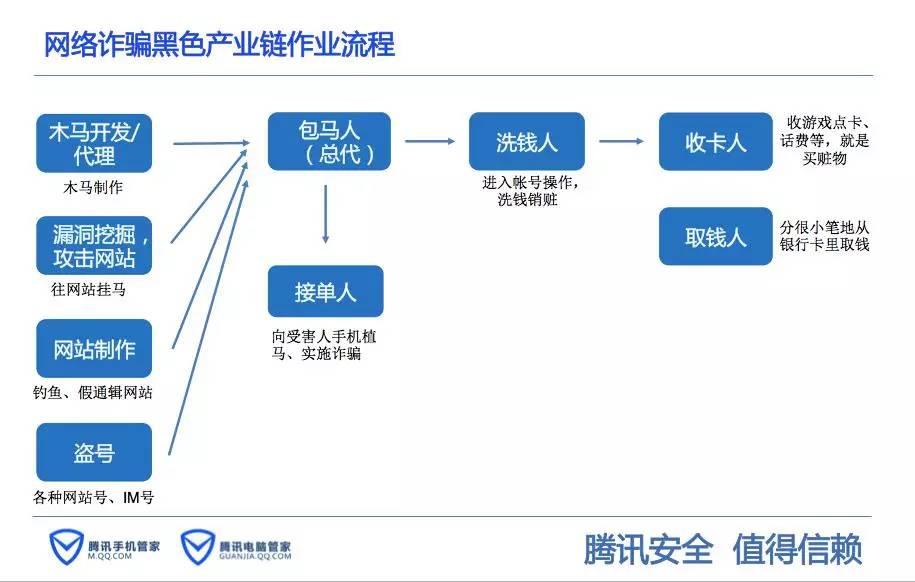 网络诈骗黑色产业链作业流程
木马开发/
代理
木马制作
漏洞挖掘，
攻击网站
往网站挂马
网站制作
钓鱼、假通辑网站
盗号
各种网站号、IM号
包马人
（总代）
接单人
向受害人手机植
马、实施诈骗
洗钱人
进入帐号操作，
洗钱销赃
收卡人
收游戏点卡、
话费等，就是
买赃物
取钱人
分很小笔地从
银行卡里取钱
腾讯手机管家
M.QQ.COM
腾讯电脑管家
GUANJIA.QQ.COM
腾讯安全 值得信赖